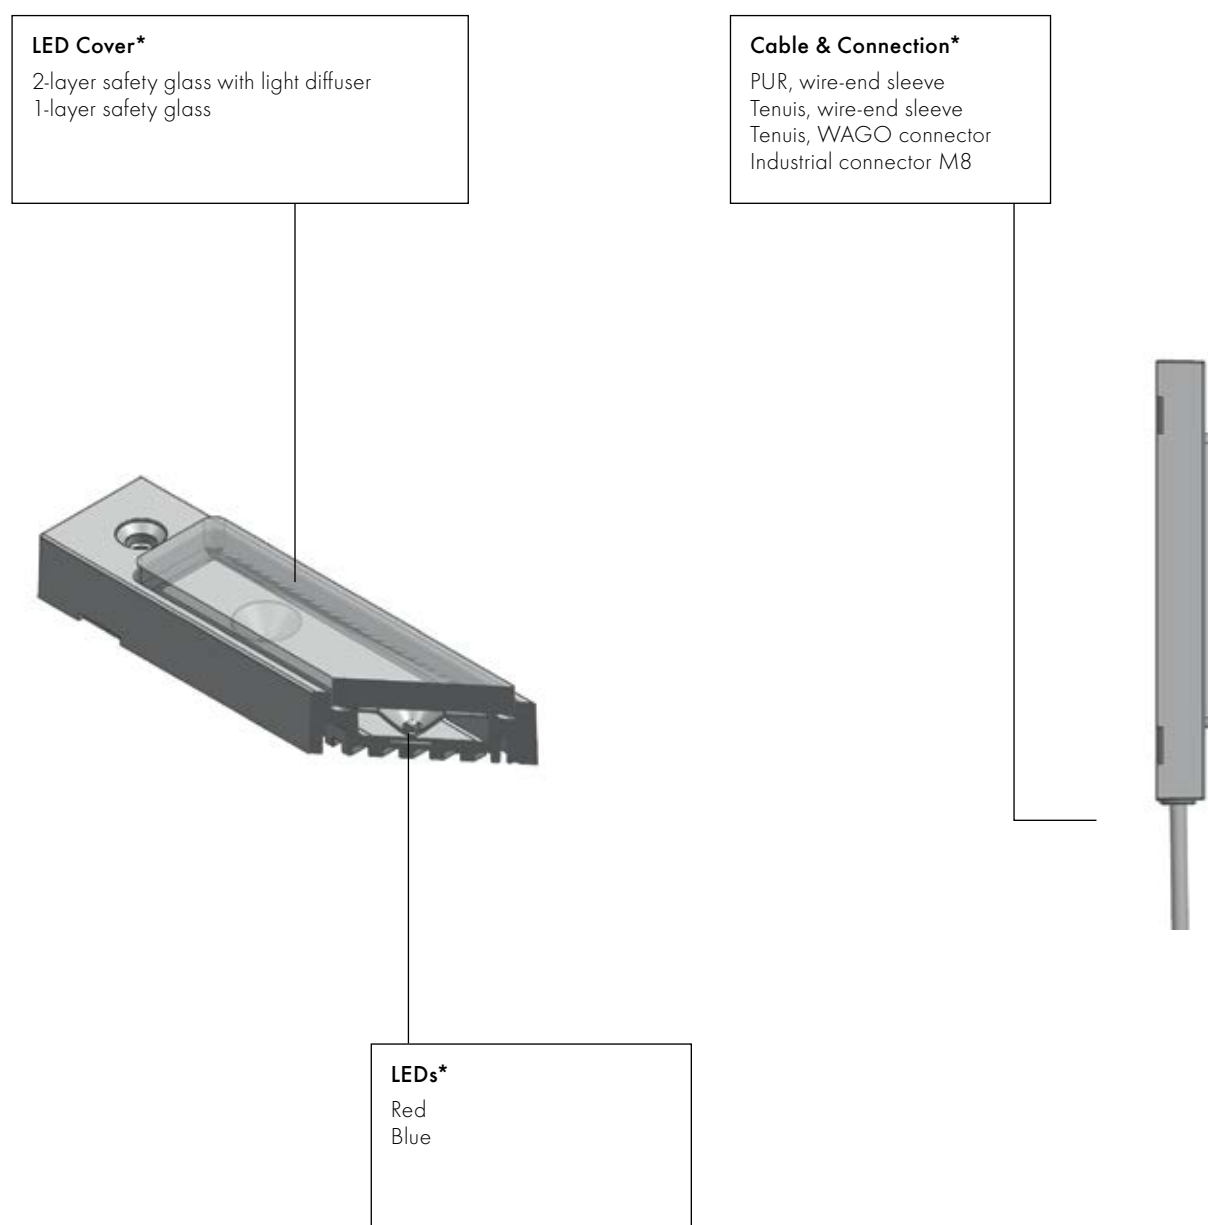 LED Cover*
2-layer safety glass with light diffuser
1-layer safety glass
Cable & Connection*
PUR, wire-end sleeve
Tenuis, wire-end sleeve
Tenuis, WAGO connector
Industrial connector M8
LEDs*
Red
Blue